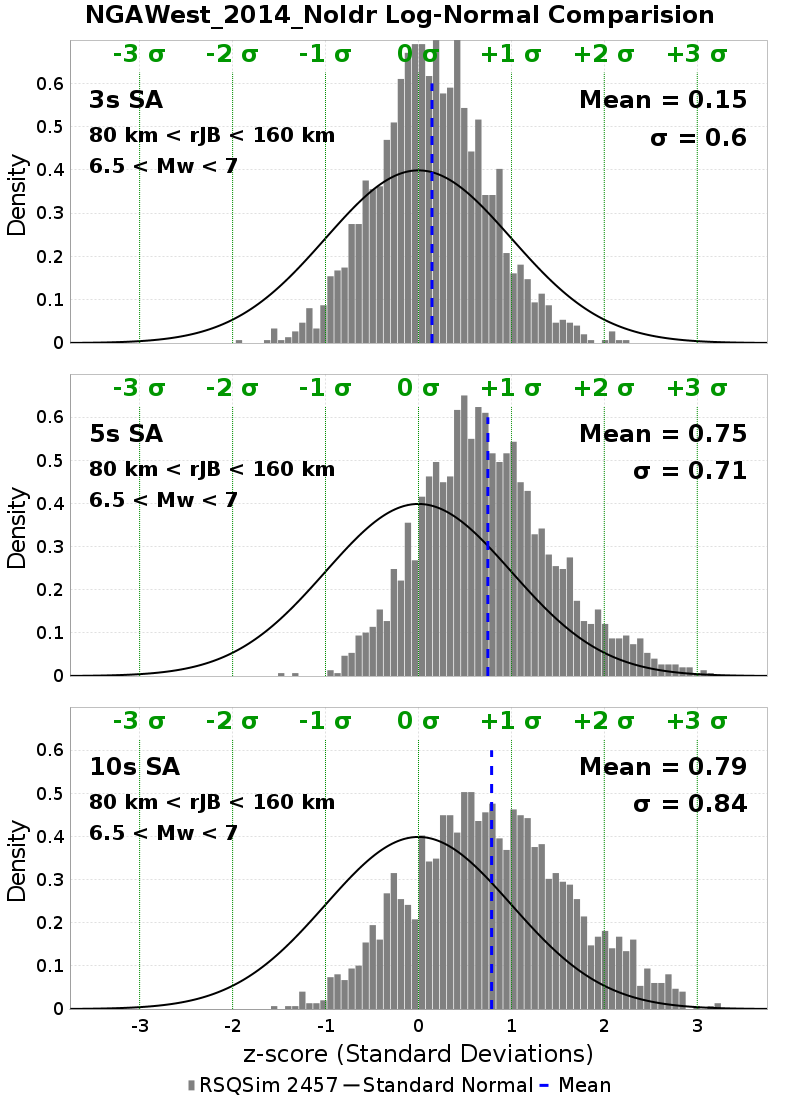 NGAWest_2014_NoIdr Log-Normal Comparision
-3 σ -2 σ -1 σ 0 σ +1 σ +2 σ +3 σ
3s SA
Mean = 0.15
80 km < rJB < 160 km
σ = 0.6
6.5 < Mw < 7
Density
0.6
0.5
0.4
0.3
0.2
0.1
0
-3 σ -2 σ -1 σ 0 σ +1 σ +2 σ +3 σ
5s SA
Mean = 0.75
80 km < rJB < 160 km
σ = 0.71
6.5 < Mw < 7
Density
0.6
0.5
0.4
0.3
0.2
0.1
0
-3 σ -2 σ -1 σ 0 σ +1 σ +2 σ +3 σ
10s SA
Mean = 0.79
80 km < rJB < 160 km
σ = 0.84
6.5 < Mw < 7
Density
0.6
0.5
0.4
0.3
0.2
0.1
0
-3 -2 -1 0 1 2 3
z-score (Standard Deviations)
RSQSim 2457 Standard Normal Mean